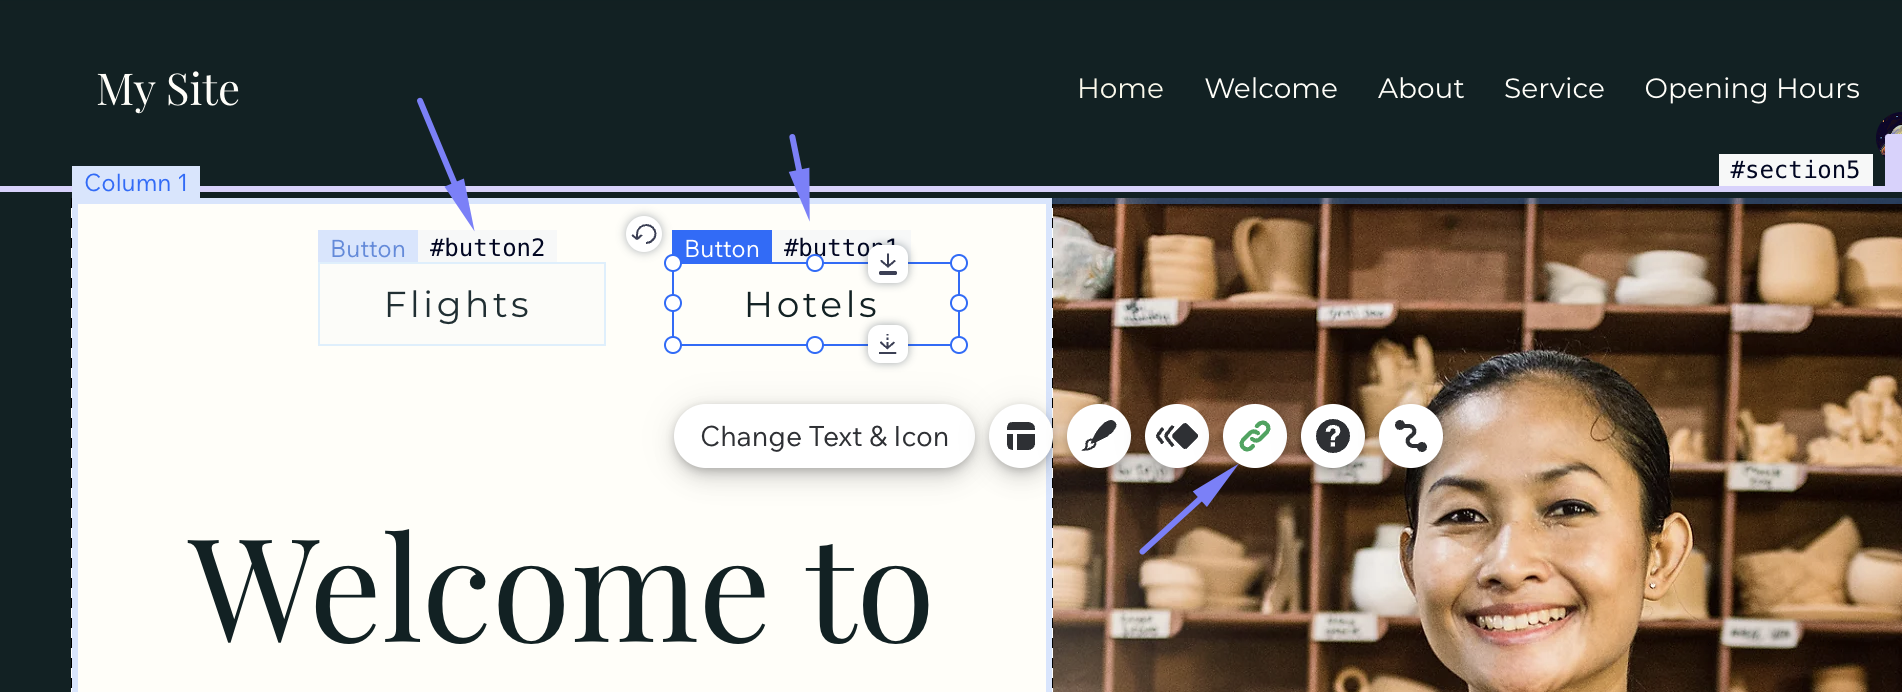 My Site
Home Welcome About Service Opening Hours
#section5
Column 1
Button #button2
Button #button1
Flights
Hotels
Change Text & Icon
Welcome to